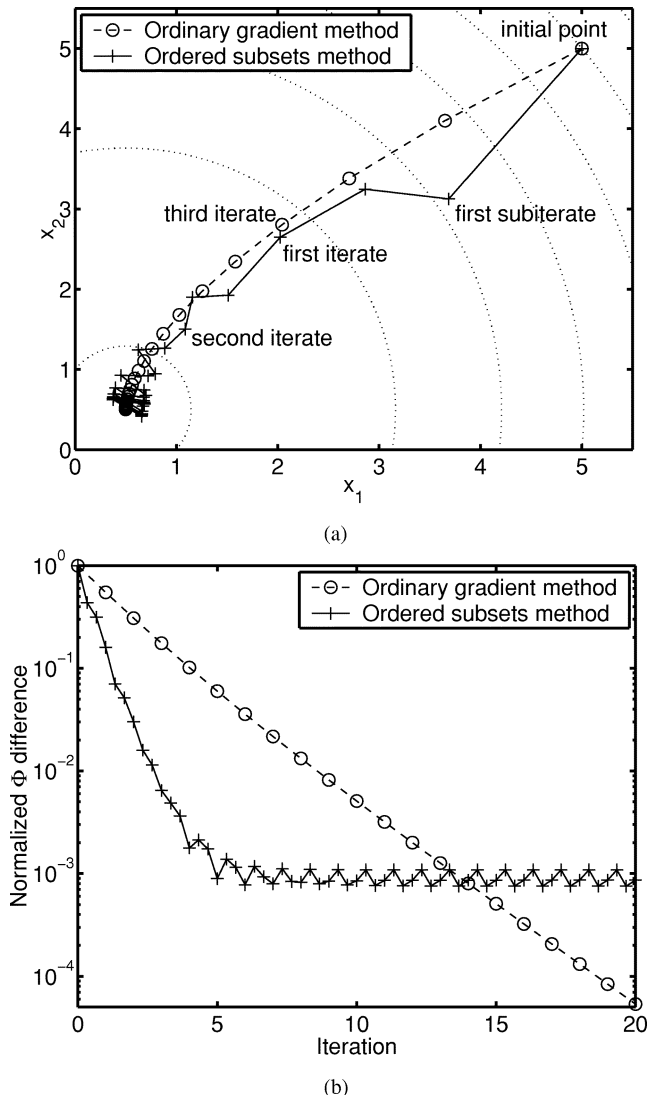 Ordinary gradient method
Ordered subsets method
initial point
third iterate
first subiterate
first iterate
second iterate
5
4
3
2
1
0
x2
0 1 2 3 4 5
x1
(a)
10^0
10^-1
10^-2
10^-3
10^-4
Normalized Φ difference
Ordinary gradient method
Ordered subsets method
0 5 10 15 20
Iteration
(b)